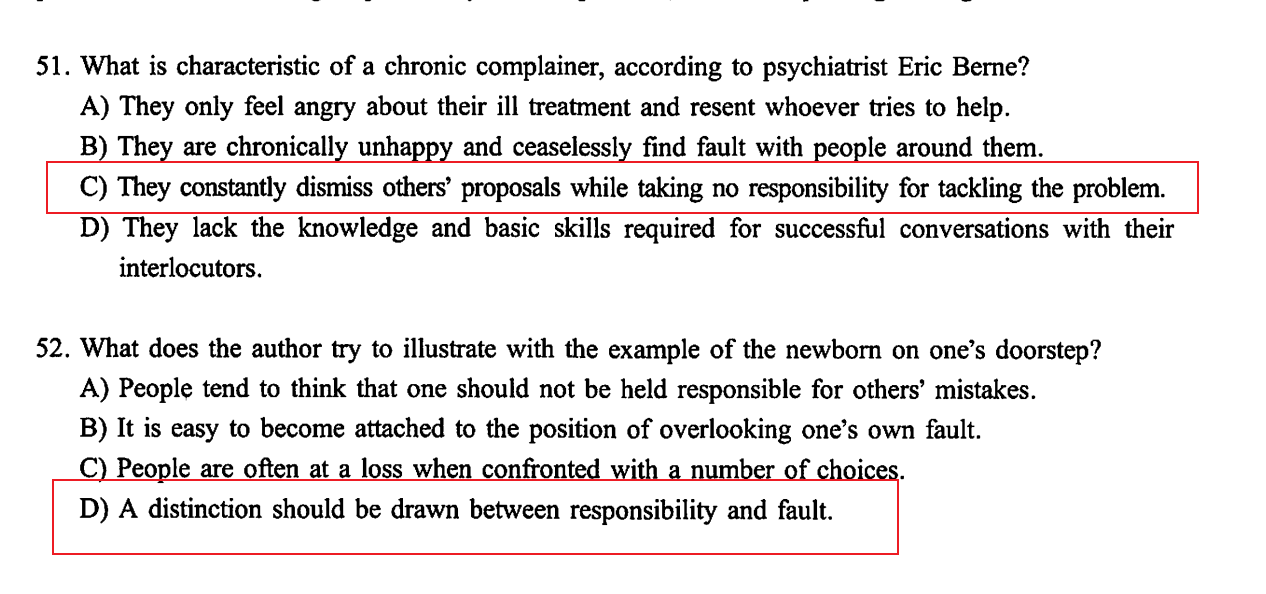 51. What is characteristic of a chronic complainer, according to psychiatrist Eric Berne?
A) They only feel angry about their ill treatment and resent whoever tries to help.
B) They are chronically unhappy and ceaselessly find fault with people around them.
C) They constantly dismiss others' proposals while taking no responsibility for tackling the problem.
D) They lack the knowledge and basic skills required for successful conversations with their
interlocutors.
52. What does the author try to illustrate with the example of the newborn on one's doorstep?
A) People tend to think that one should not be held responsible for others' mistakes.
B) It is easy to become attached to the position of overlooking one's own fault.
C) People are often at a loss when confronted with a number of choices.
D) A distinction should be drawn between responsibility and fault.